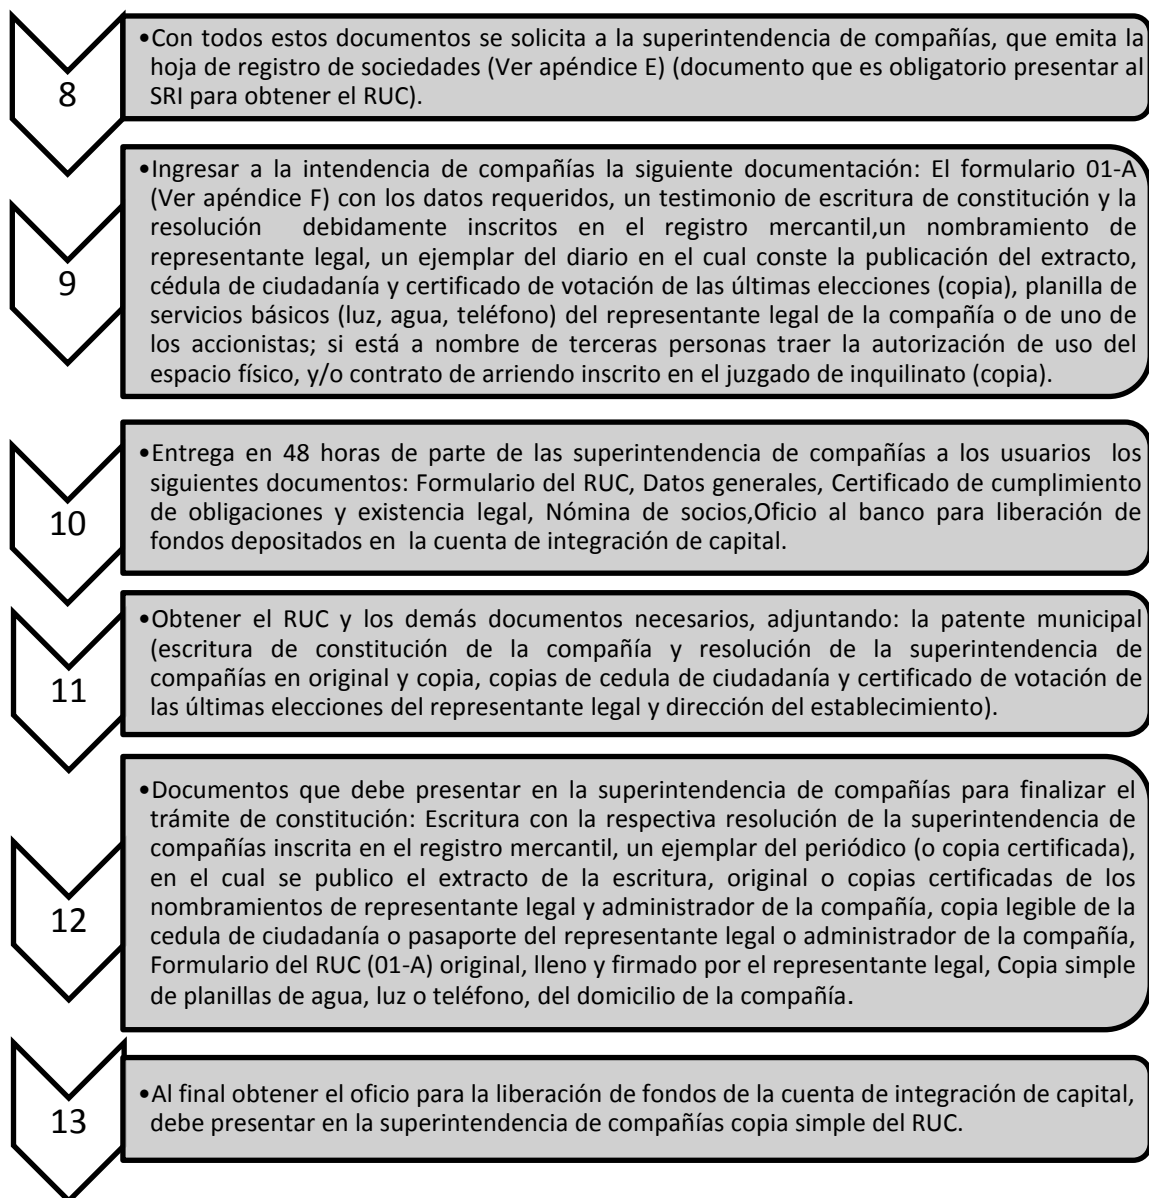 8
•Con todos estos documentos se solicita a la superintendencia de compañías, que emita la
hoja de registro de sociedades (Ver apéndice E) (documento que es obligatorio presentar al
SRI para obtener el RUC).
9
•Ingresar a la intendencia de compañías la siguiente documentación: El formulario 01-A
(Ver apéndice F) con los datos requeridos, un testimonio de escritura de constitución y la
resolución debidamente inscritos en el registro mercantil,un nombramiento de
representante legal, un ejemplar del diario en el cual conste la publicación del extracto,
cédula de ciudadanía y certificado de votación de las últimas elecciones (copia), planilla de
servicios básicos (luz, agua, teléfono) del representante legal de la compañía o de uno de
los accionistas; si está a nombre de terceras personas traer la autorización de uso del
espacio físico, y/o contrato de arriendo inscrito en el juzgado de inquilinato (copia).
10
•Entrega en 48 horas de parte de las superintendencia de compañías a los usuarios los
siguientes documentos: Formulario del RUC, Datos generales, Certificado de cumplimiento
de obligaciones y existencia legal, Nómina de socios,Oficio al banco para liberación de
fondos depositados en la cuenta de integración de capital.
11
•Obtener el RUC y los demás documentos necesarios, adjuntando: la patente municipal
(escritura de constitución de la compañía y resolución de la superintendencia de
compañías en original y copia, copias de cedula de ciudadanía y certificado de votación de
las últimas elecciones del representante legal y dirección del establecimiento).
12
•Documentos que debe presentar en la superintendencia de compañías para finalizar el
trámite de constitución: Escritura con la respectiva resolución de la superintendencia de
compañías inscrita en el registro mercantil, un ejemplar del periódico (o copia certificada),
en el cual se publico el extracto de la escritura, original o copias certificadas de los
nombramientos de representante legal y administrador de la compañía, copia legible de la
cedula de ciudadanía o pasaporte del representante legal o administrador de la compañía,
Formulario del RUC (01-A) original, lleno y firmado por el representante legal, Copia simple
de planillas de agua, luz o teléfono, del domicilio de la compañía.
13
•Al final obtener el oficio para la liberación de fondos de la cuenta de integración de capital,
debe presentar en la superintendencia de compañías copia simple del RUC.